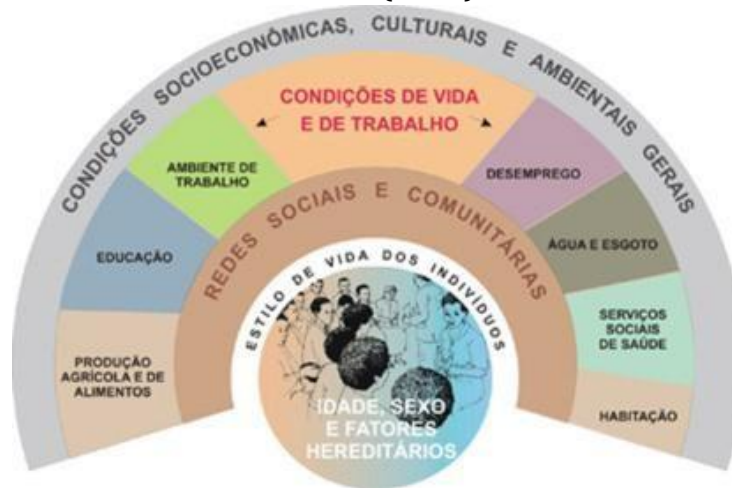 CONDIÇÕES SOCIOECONÔMICAS, CULTURAIS E AMBIENTAIS GERAIS
CONDIÇÕES DE VIDA
E DE TRABALHO
AMBIENTE DE
TRABALHO
DESEMPREGO
EDUCAÇÃO
ÁGUA E ESGOTO
PRODUÇÃO
AGRÍCOLA E DE
ALIMENTOS
SERVIÇOS
SOCIAIS
DE SAÚDE
HABITAÇÃO
REDES SOCIAIS E COMUNITÁRIAS
ESTILO DE VIDA DOS INDIVÍDUOS
IDADE, SEXO
E FATORES
HEREDITÁRIOS